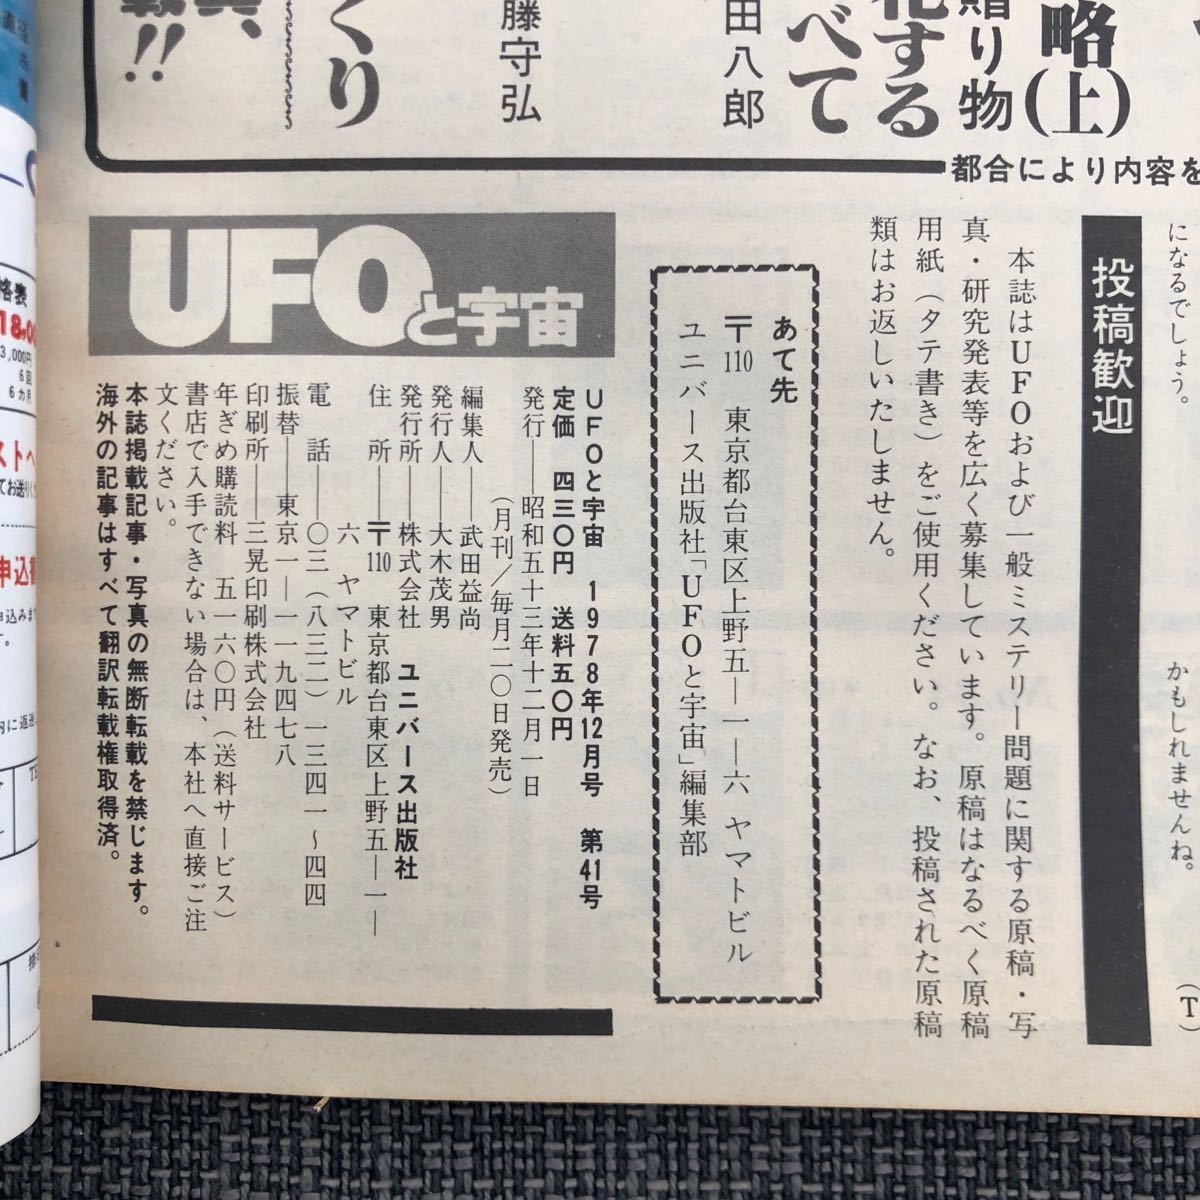 略(上)
贈り物
化する
べて
田八郎
藤守弘
くり
載!!
都合により内容を
になるでしょう。
かもしれませんね。
(T)
投稿歓迎
本誌はUFOおよび一般ミステリー問題に関する原稿・写
真・研究発表等を広く募集しています。原稿はなるべく原稿
用紙(タテ書き)をご使用ください。なお、投稿された原稿
類はお返しいたしません。
あて先
〒110 東京都台東区上野五―一―六 ヤマトビル
ユニバース出版社「UFOと宇宙」編集部
UFOと宇宙
UFOと宇宙 1978年12月号 第41号
定価 四三〇円 送料五〇円
発行――昭和五十三年十二月一日
(月刊/毎月二〇日発売)
編集人――武田益尚
発行人――大木茂男
発行所――株式会社 ユニバース出版社
住 所――〒110 東京都台東区上野五―一―
六 ヤマトビル
電 話――〇三(八三二)一三四一〜四四
振替――東京一―一九四七八
印刷所――三晃印刷株式会社
年ぎめ購読料 五一六〇円(送料サービス)
書店で入手できない場合は、本社へ直接ご注
文ください。
本誌掲載記事・写真の無断転載を禁じます。
海外の記事はすべて翻訳転載権取得済。
格表
3,000円
6回
6カ月